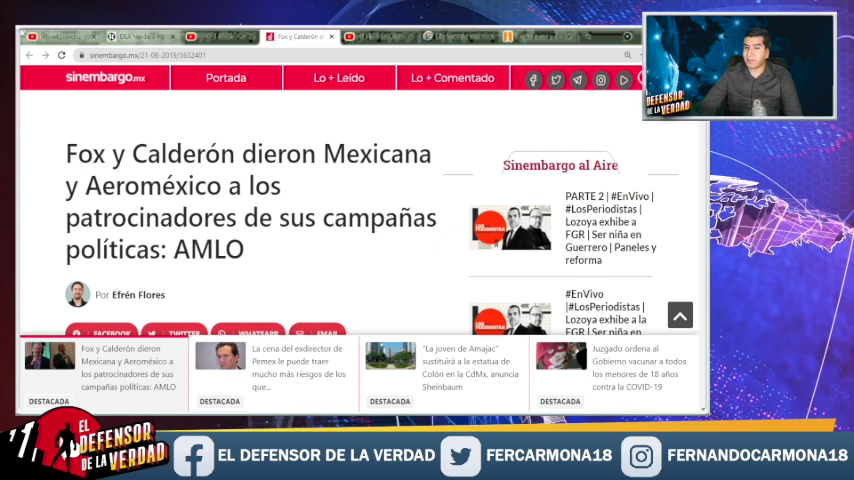 Fox y Calderón di
sinembargo.mx/21-08-2019/3632401
sinembargo.mx
Portada
Lo + Leído
Lo + Comentado
EL
DEFENSOR
DE LA VERDAD
Fox y Calderón dieron Mexicana
y Aeroméxico a los
patrocinadores de sus campañas
políticas: AMLO
Por Efrén Flores
FACEBOOK
TWITTER
WHATSAPP
EMAIL
Sinembargo al Aire
PARTE 2 | #EnVivo |
#LosPeriodistas |
Lozoya exhibe a
FGR | Ser niña en
Guerrero | Paneles y
reforma
#EnVivo
|#LosPeriodistas |
Lozoya exhibe a la
FGR | Ser niña en
Fox y Calderón dieron
Mexicana y Aeroméxico a
los patrocinadores de sus
campañas políticas: AMLO
DESTACADA
La cena del exdirector de
Pemex le puede traer
mucho más riesgos de los
que...
DESTACADA
"La joven de Amajac"
sustituirá a la estatua de
Colón en la CdMx, anuncia
Sheinbaum
DESTACADA
Juzgado ordena al
Gobierno vacunar a todos
los menores de 18 años
contra la COVID-19
DESTACADA
EL
DEFENSOR
DE LA VERDAD
EL DEFENSOR DE LA VERDAD
FERCARMONA18
FERNANDOCARMONA18